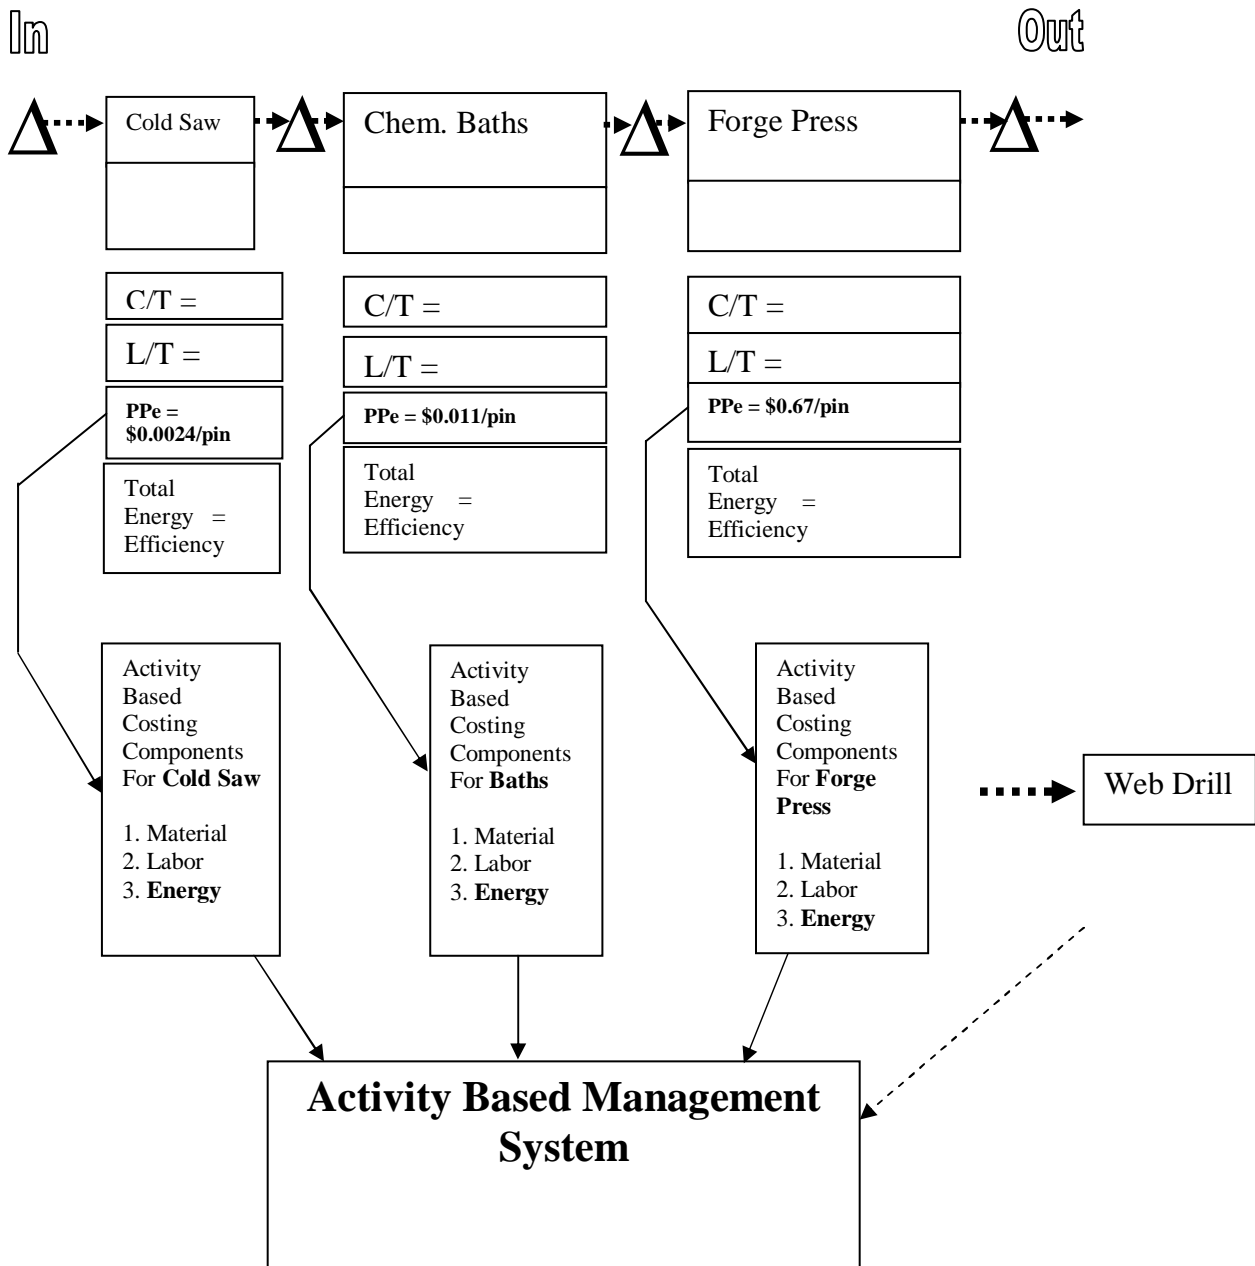 In
Out
Cold Saw
Chem. Baths
Forge Press
C/T =
L/T =
PPe =
$0.0024/pin
Total
Energy =
Efficiency
C/T =
L/T =
PPe = $0.011/pin
Total
Energy =
Efficiency
C/T =
L/T =
PPe = $0.67/pin
Total
Energy =
Efficiency
Activity
Based
Costing
Components
For Cold Saw
1. Material
2. Labor
3. Energy
Activity
Based
Costing
Components
For Baths
1. Material
2. Labor
3. Energy
Activity
Based
Costing
Components
For Forge
Press
1. Material
2. Labor
3. Energy
Web Drill
Activity Based Management
System